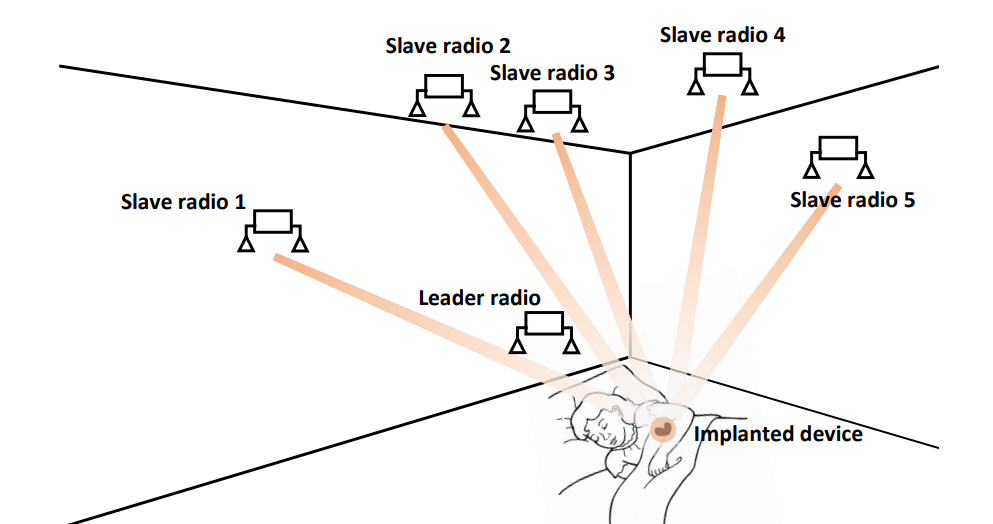 Slave radio 4
Slave radio 2
Slave radio 3
Slave radio 1
Slave radio 5
Leader radio
Implanted device